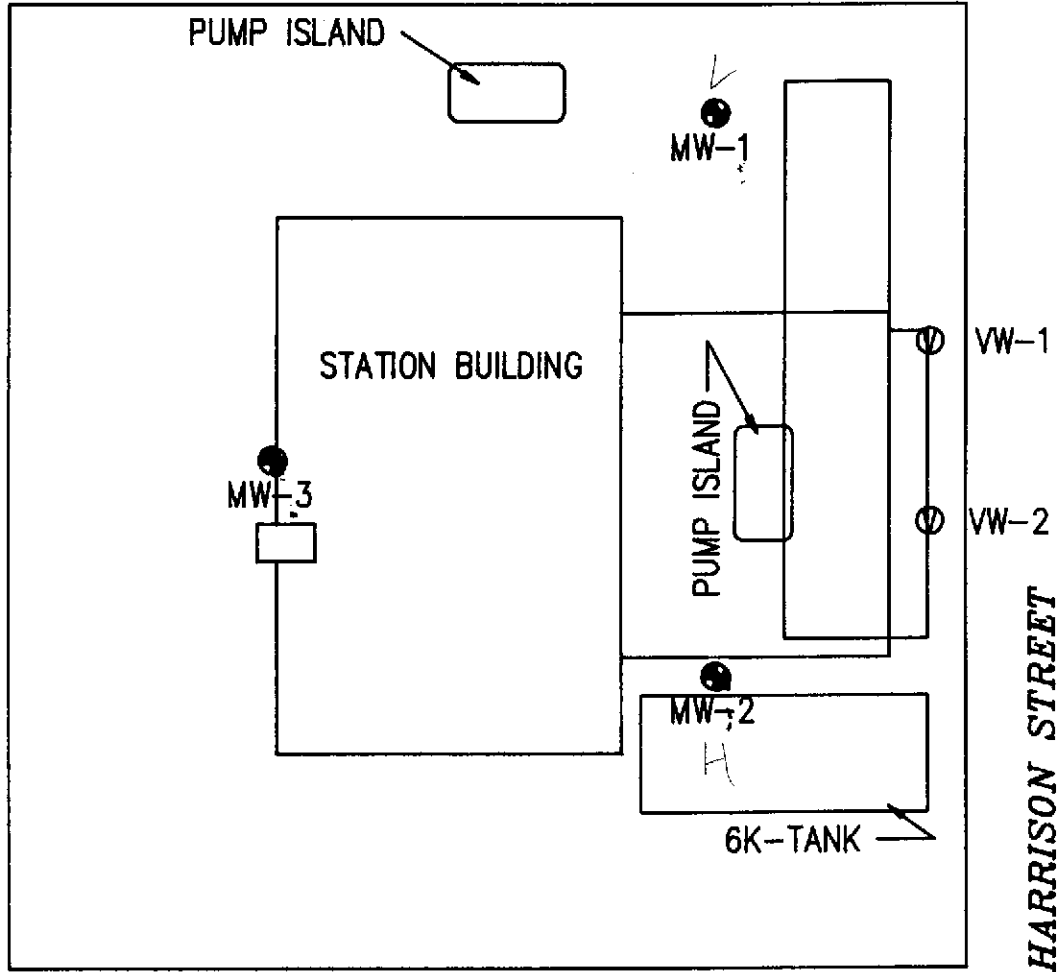 PUMP ISLAND
V
MW-1
STATION BUILDING
VW-1
PUMP ISLAND
MW-3
VW-2
MW-2
H
6K-TANK
HARRISON STREET